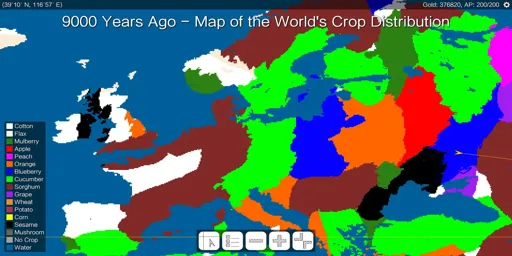 (39°10′ N, 116°57′ E)
Gold: 376820, AP: 200/200
9000 Years Ago – Map of the World's Crop Distribution
Cotton
Flax
Mulberry
Apple
Peach
Orange
Blueberry
Cucumber
Sorghum
Grape
Wheat
Potato
Corn
Sesame
Mushroom
No Crop
Water